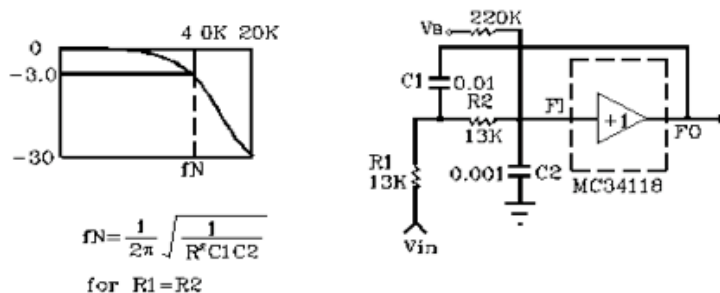 0
4 0K 20K
-3.0
-30
fN
fN=1/2π √1/R²C1C2
for R1=R2
VB
220K
C1
0.01
R2
13K
FI
+1
FO
R1
13K
0.001
C2
MC34118
Vin